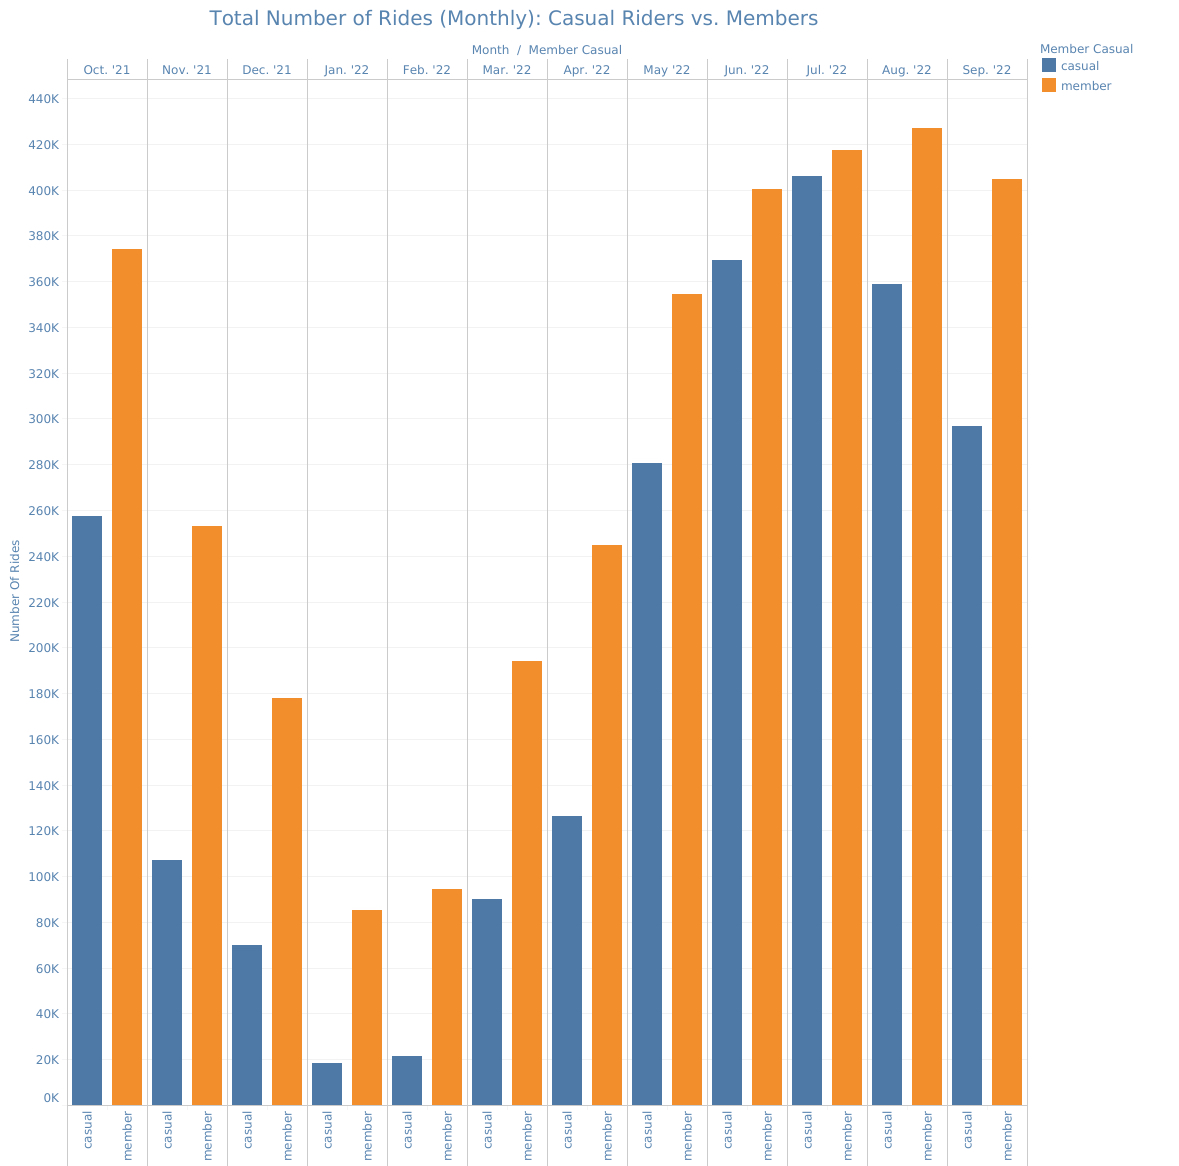 Total Number of Rides (Monthly): Casual Riders vs. Members
Month / Member Casual
Member Casual
casual
member
Oct. '21 Nov. '21 Dec. '21 Jan. '22 Feb. '22 Mar. '22 Apr. '22 May '22 Jun. '22 Jul. '22 Aug. '22 Sep. '22
440K
420K
400K
380K
360K
340K
320K
300K
280K
260K
240K
220K
200K
180K
160K
140K
120K
100K
80K
60K
40K
20K
0K
Number Of Rides
casual member casual member casual member casual member casual member casual member casual member casual member casual member casual member casual member casual member